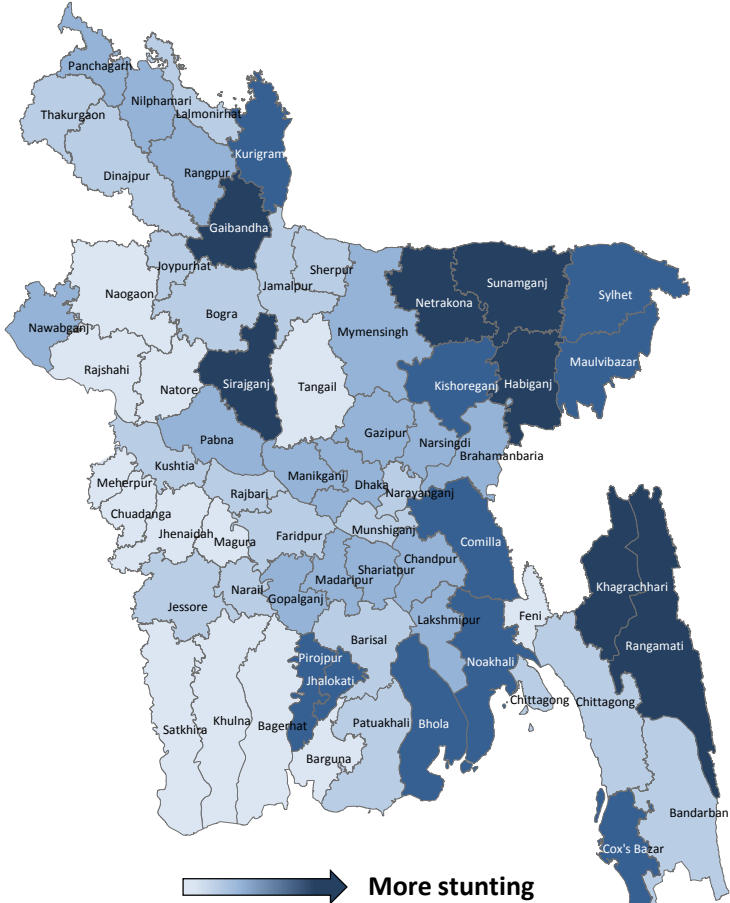 Panchagarh
Nilphamari
Thakurgaon
Lalmonirhat
Kurigram
Dinajpur
Rangpur
Gaibandha
Joypurhat
Sherpur
Jamalpur
Naogaon
Bogra
Netrakona
Sunamganj
Sylhet
Nawabganj
Mymensingh
Maulvibazar
Rajshahi
Natore
Sirajganj
Tangail
Kishoreganj
Habiganj
Pabna
Gazipur
Narsingdi
Brahamanbaria
Kushtia
Meherpur
Manikganj
Dhaka
Narayanganj
Rajbari
Chuadanga
Jhenaidah
Magura
Faridpur
Munshiganj
Comilla
Chandpur
Shariatpur
Madaripur
Khagrachhari
Narail
Gopalganj
Jessore
Lakshmipur
Feni
Barisal
Rangamati
Pirojpur
Noakhali
Jhalokati
Chittagong
Chittagong
Khulna
Satkhira
Bagerhat
Patuakhali
Bhola
Barguna
Bandarban
Cox's Bazar
More stunting